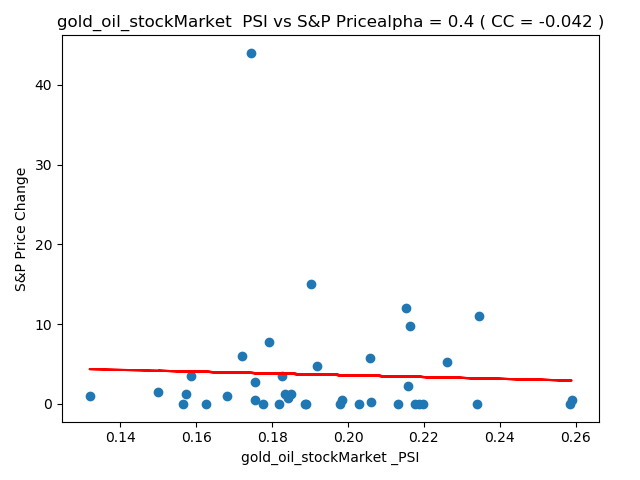 gold_oil_stockMarket  PSI vs S&P Pricealpha = 0.4 ( CC = -0.042 )
40
30
20
10
0
S&P Price Change
0.14 0.16 0.18 0.20 0.22 0.24 0.26
gold_oil_stockMarket _PSI